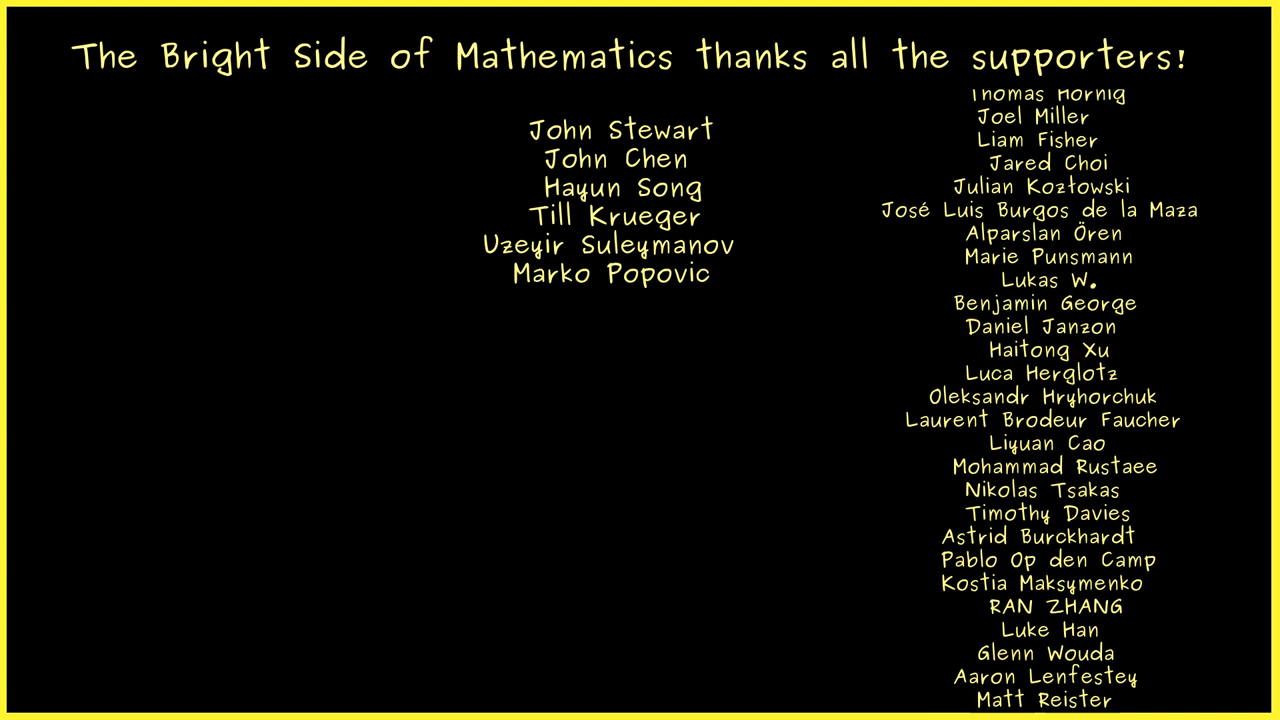 The Bright Side of Mathematics thanks all the supporters!
John Stewart
John Chen
Hayun Song
Till Krueger
Uzeyir Suleymanov
Marko Popovic
Thomas Hornig
Joel Miller
Liam Fisher
Jared Choi
Julian Kozłowski
José Luis Burgos de la Maza
Alparslan Ören
Marie Punsmann
Lukas W.
Benjamin George
Daniel Janzon
Haitong Xu
Luca Herglotz
Oleksandr Hryhorchuk
Laurent Brodeur Faucher
Liyuan Cao
Mohammad Rustaee
Nikolas Tsakas
Timothy Davies
Astrid Burckhardt
Pablo Op den Camp
Kostia Maksymenko
RAN ZHANG
Luke Han
Glenn Wouda
Aaron Lenfestey
Matt Reister